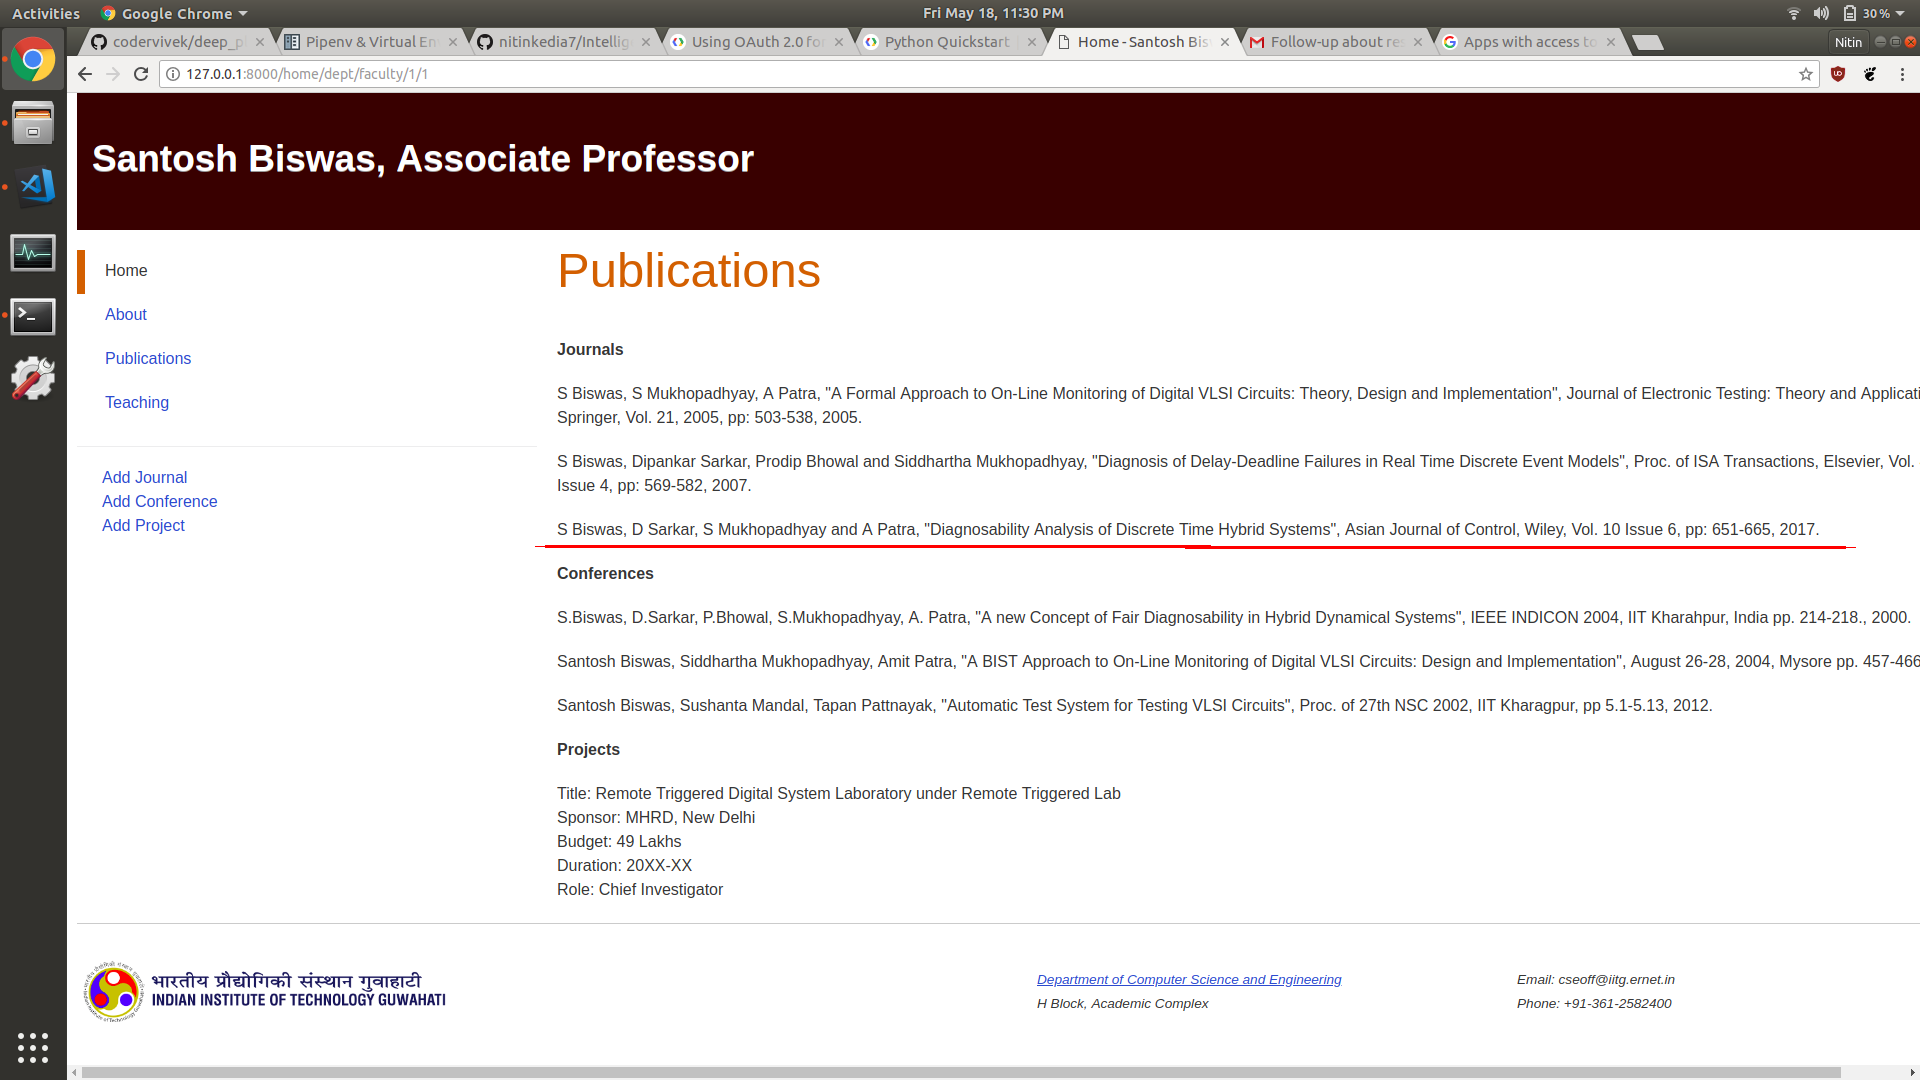 Activities
Google Chrome
Fri May 18, 11:30 PM
30 %
codervivek/deep_p
Pipenv & Virtual En
nitinkedia7/Intellig
Using OAuth 2.0 fo
Python Quickstart
Home - Santosh Bis
Follow-up about res
Apps with access to
Nitin
127.0.0.1:8000/home/dept/faculty/1/1
Santosh Biswas, Associate Professor
Home
About
Publications
Teaching
Add Journal
Add Conference
Add Project
Publications
Journals
S Biswas, S Mukhopadhyay, A Patra, "A Formal Approach to On-Line Monitoring of Digital VLSI Circuits: Theory, Design and Implementation", Journal of Electronic Testing: Theory and Applicati
Springer, Vol. 21, 2005, pp: 503-538, 2005.
S Biswas, Dipankar Sarkar, Prodip Bhowal and Siddhartha Mukhopadhyay, "Diagnosis of Delay-Deadline Failures in Real Time Discrete Event Models", Proc. of ISA Transactions, Elsevier, Vol.
Issue 4, pp: 569-582, 2007.
S Biswas, D Sarkar, S Mukhopadhyay and A Patra, "Diagnosability Analysis of Discrete Time Hybrid Systems", Asian Journal of Control, Wiley, Vol. 10 Issue 6, pp: 651-665, 2017.
Conferences
S.Biswas, D.Sarkar, P.Bhowal, S.Mukhopadhyay, A. Patra, "A new Concept of Fair Diagnosability in Hybrid Dynamical Systems", IEEE INDICON 2004, IIT Kharahpur, India pp. 214-218., 2000.
Santosh Biswas, Siddhartha Mukhopadhyay, Amit Patra, "A BIST Approach to On-Line Monitoring of Digital VLSI Circuits: Design and Implementation", August 26-28, 2004, Mysore pp. 457-466
Santosh Biswas, Sushanta Mandal, Tapan Pattnayak, "Automatic Test System for Testing VLSI Circuits", Proc. of 27th NSC 2002, IIT Kharagpur, pp 5.1-5.13, 2012.
Projects
Title: Remote Triggered Digital System Laboratory under Remote Triggered Lab
Sponsor: MHRD, New Delhi
Budget: 49 Lakhs
Duration: 20XX-XX
Role: Chief Investigator
भारतीय प्रौद्योगिकी संस्थान गुवाहाटी
INDIAN INSTITUTE OF TECHNOLOGY GUWAHATI
Department of Computer Science and Engineering
H Block, Academic Complex
Email: cseoff@iitg.ernet.in
Phone: +91-361-2582400